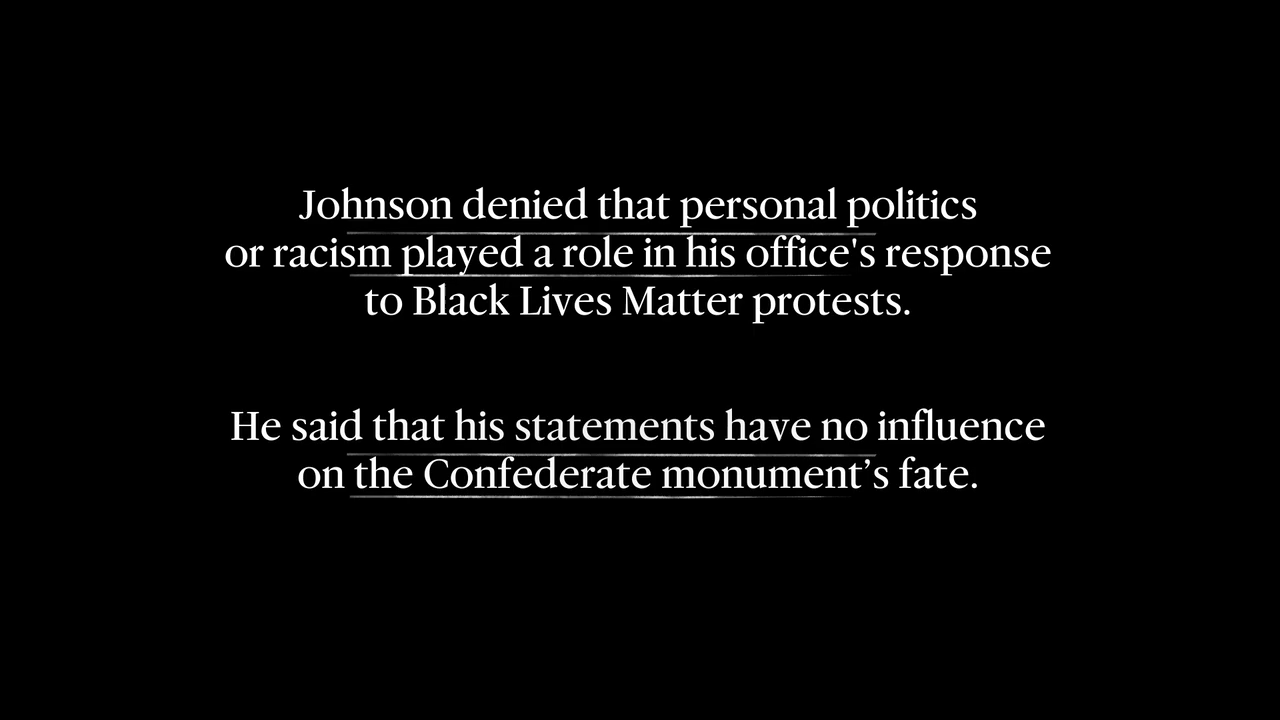 Johnson denied that personal politics
or racism played a role in his office's response
to Black Lives Matter protests.
He said that his statements have no influence
on the Confederate monument’s fate.